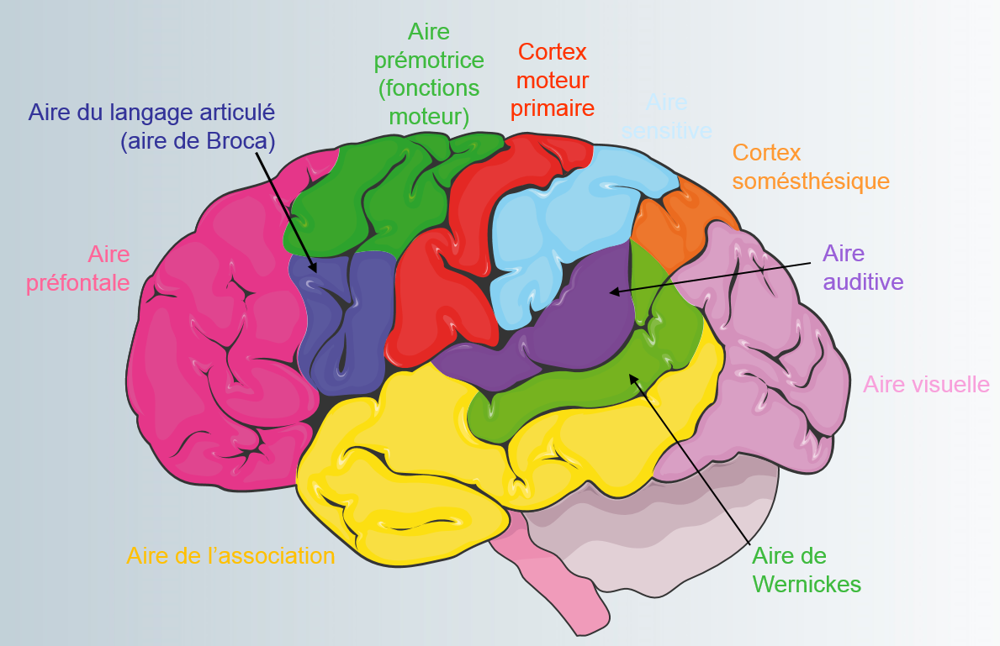 Aire
prémotrice
(fonctions
moteur)
Cortex
moteur
primaire
Aire du langage articulé
(aire de Broca)
Aire
sensitive
Cortex
somésthésique
Aire
préfontale
Aire
auditive
Aire visuelle
Aire de l’association
Aire de
Wernickes